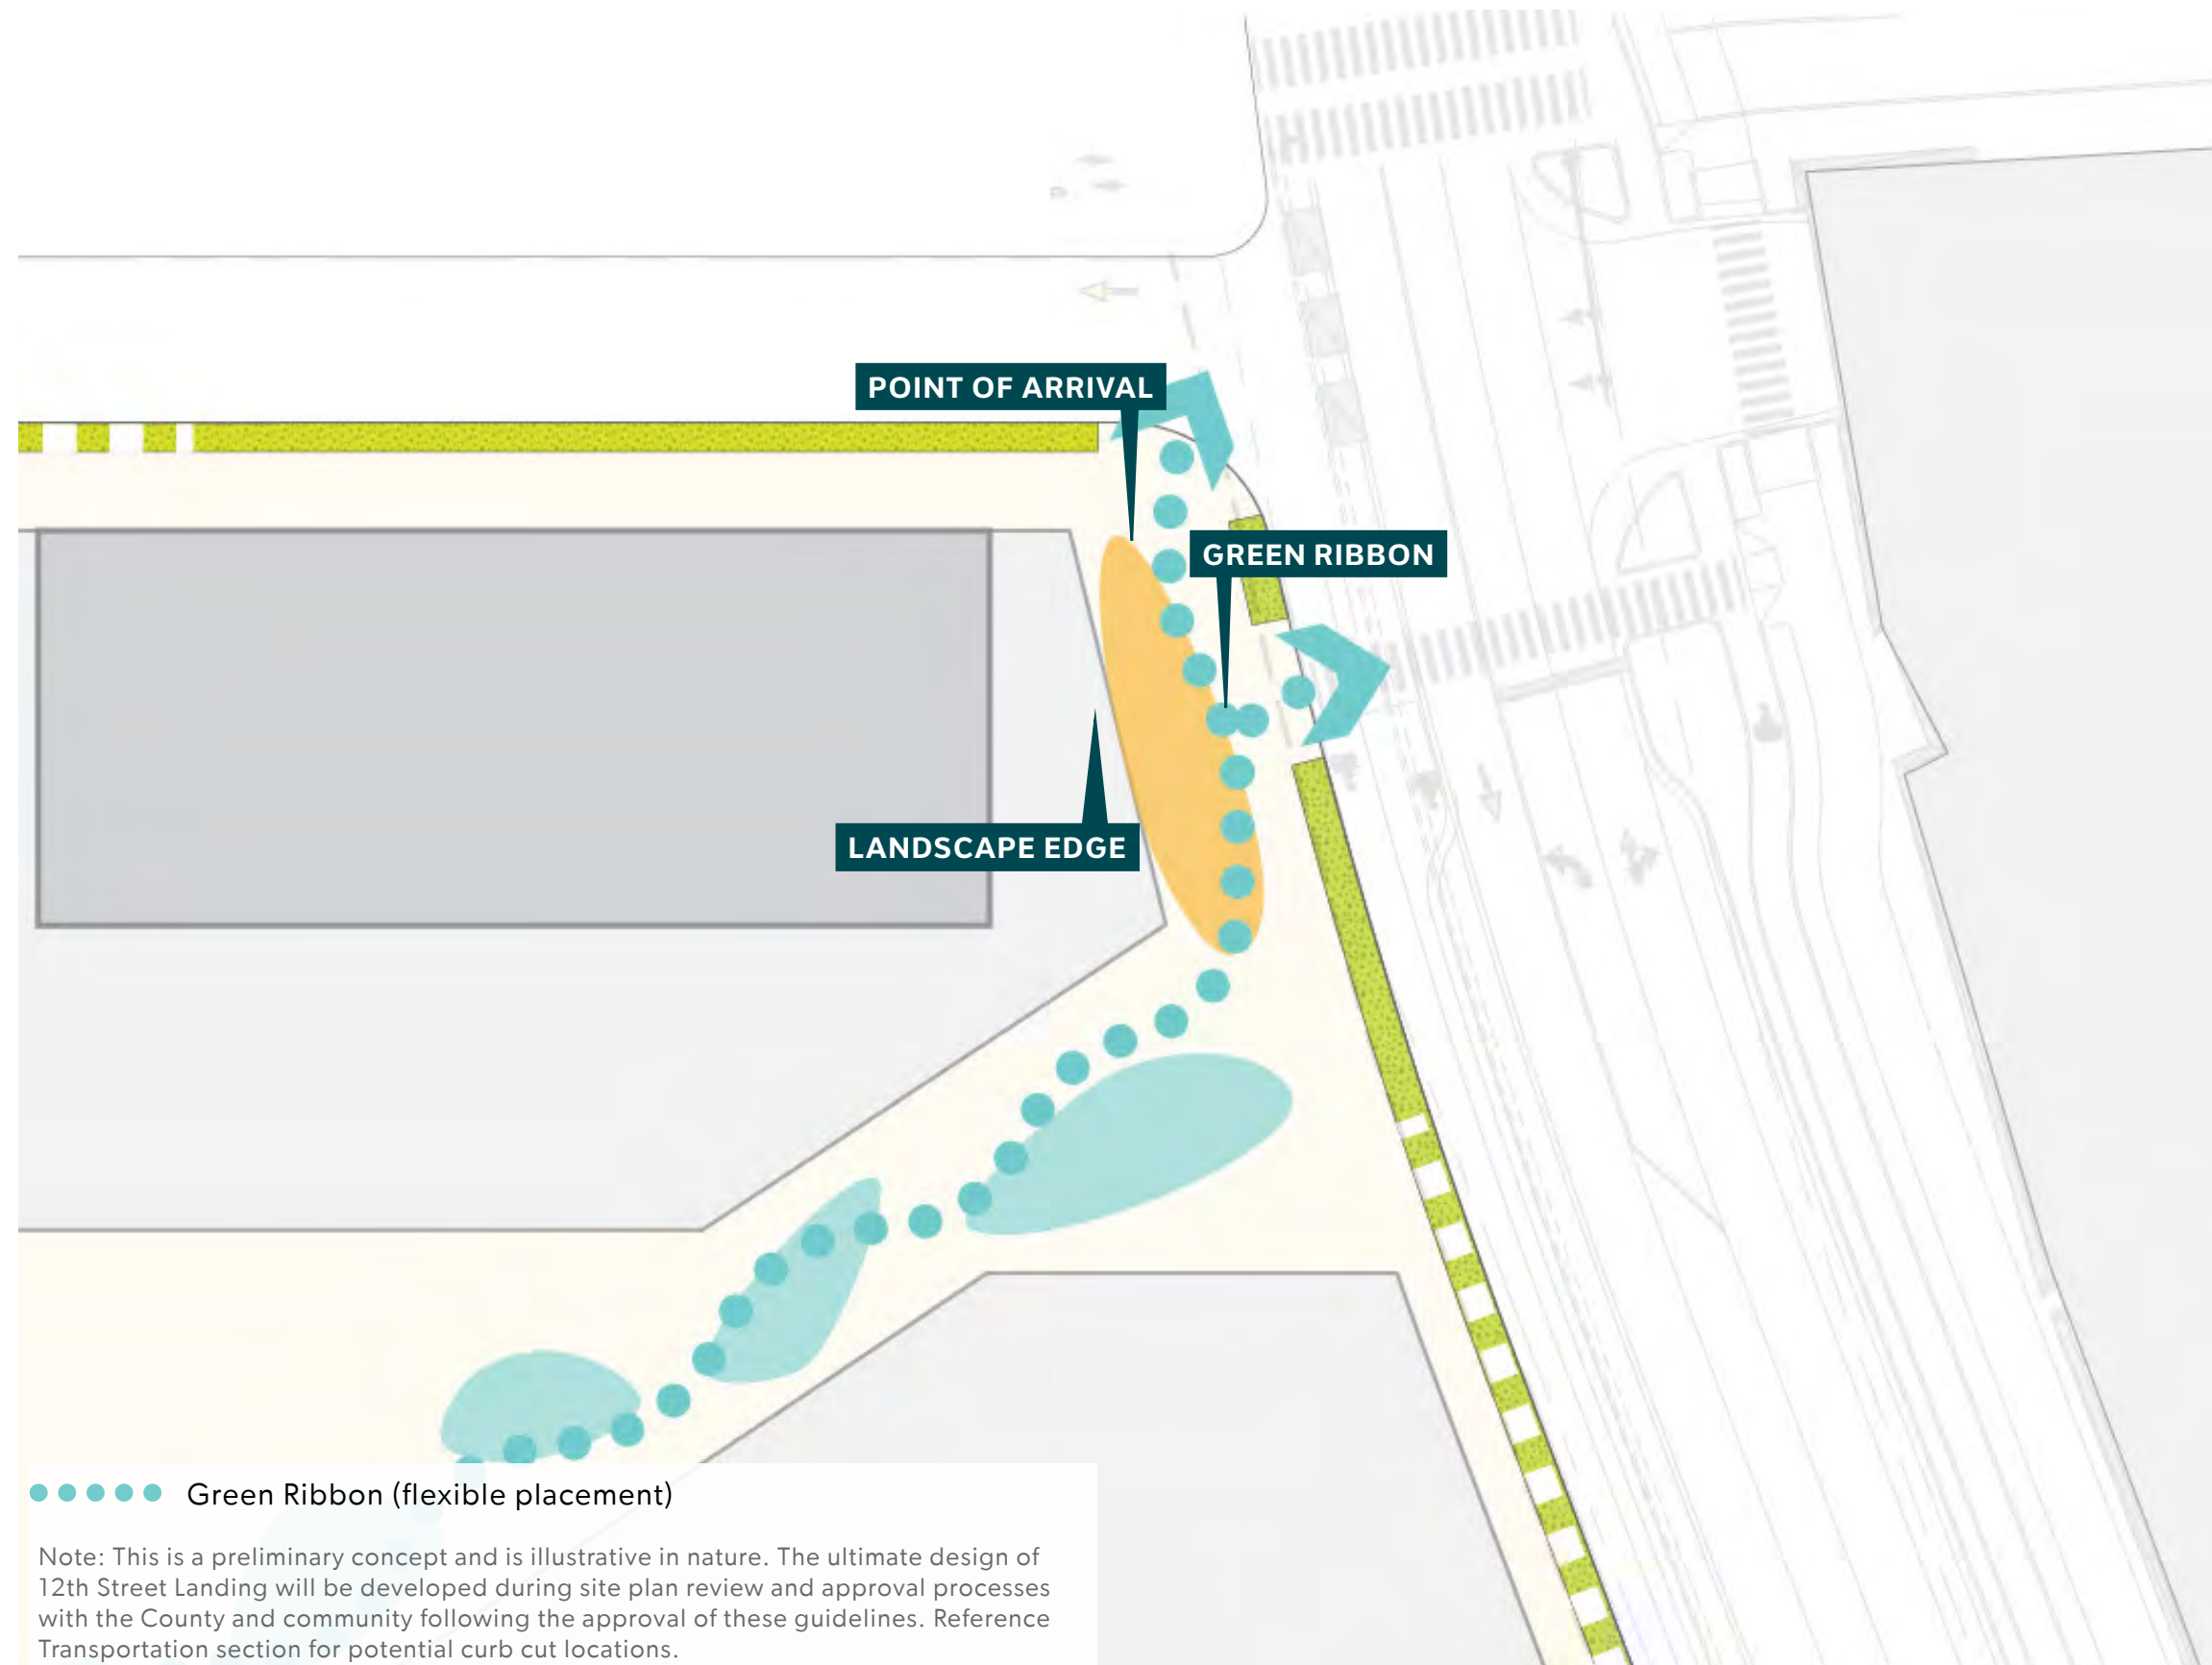 POINT OF ARRIVAL
GREEN RIBBON
LANDSCAPE EDGE
Green Ribbon (flexible placement)
Note: This is a preliminary concept and is illustrative in nature. The ultimate design of
12th Street Landing will be developed during site plan review and approval processes
with the County and community following the approval of these guidelines. Reference
Transportation section for potential curb cut locations.